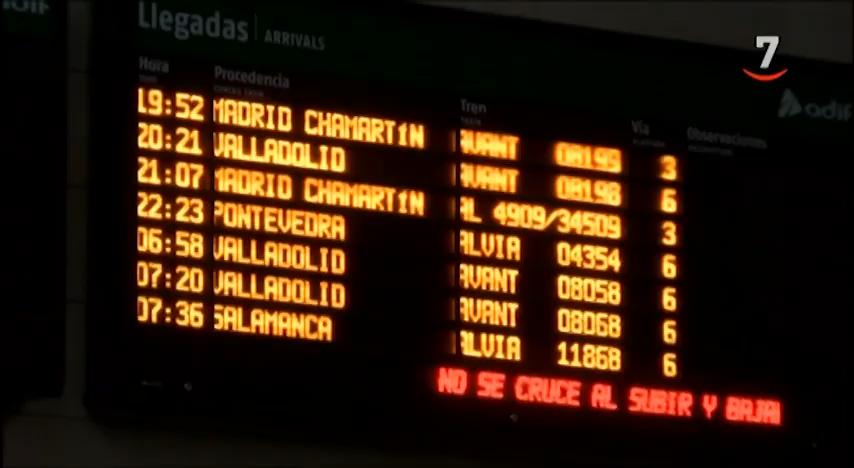 adif
Llegadas | ARRIVALS
7
adif
Hora Procedencia Tren Vía Observaciones
19:52 MADRID CHAMARTIN AVANT 08195 3
20:21 VALLADOLID AVANT 08198 6
21:07 MADRID CHAMARTIN AL 4909/34509 3
22:23 PONTEVEDRA ALVIA 04354 6
06:58 VALLADOLID AVANT 08058 6
07:20 VALLADOLID AVANT 08068 6
07:36 SALAMANCA ALVIA 11868 6
NO SE CRUCE AL SUBIR Y BAJA